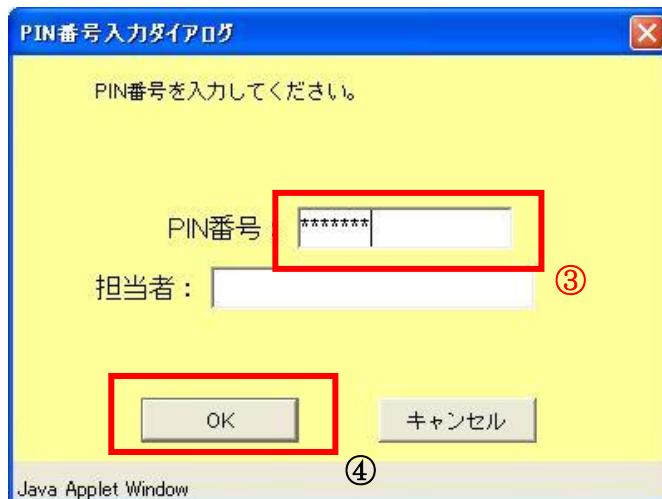 PIN番号入力ダイアログ
PIN番号を入力してください。
PIN番号： *******
担当者：
③
OK キャンセル
④
Java Applet Window